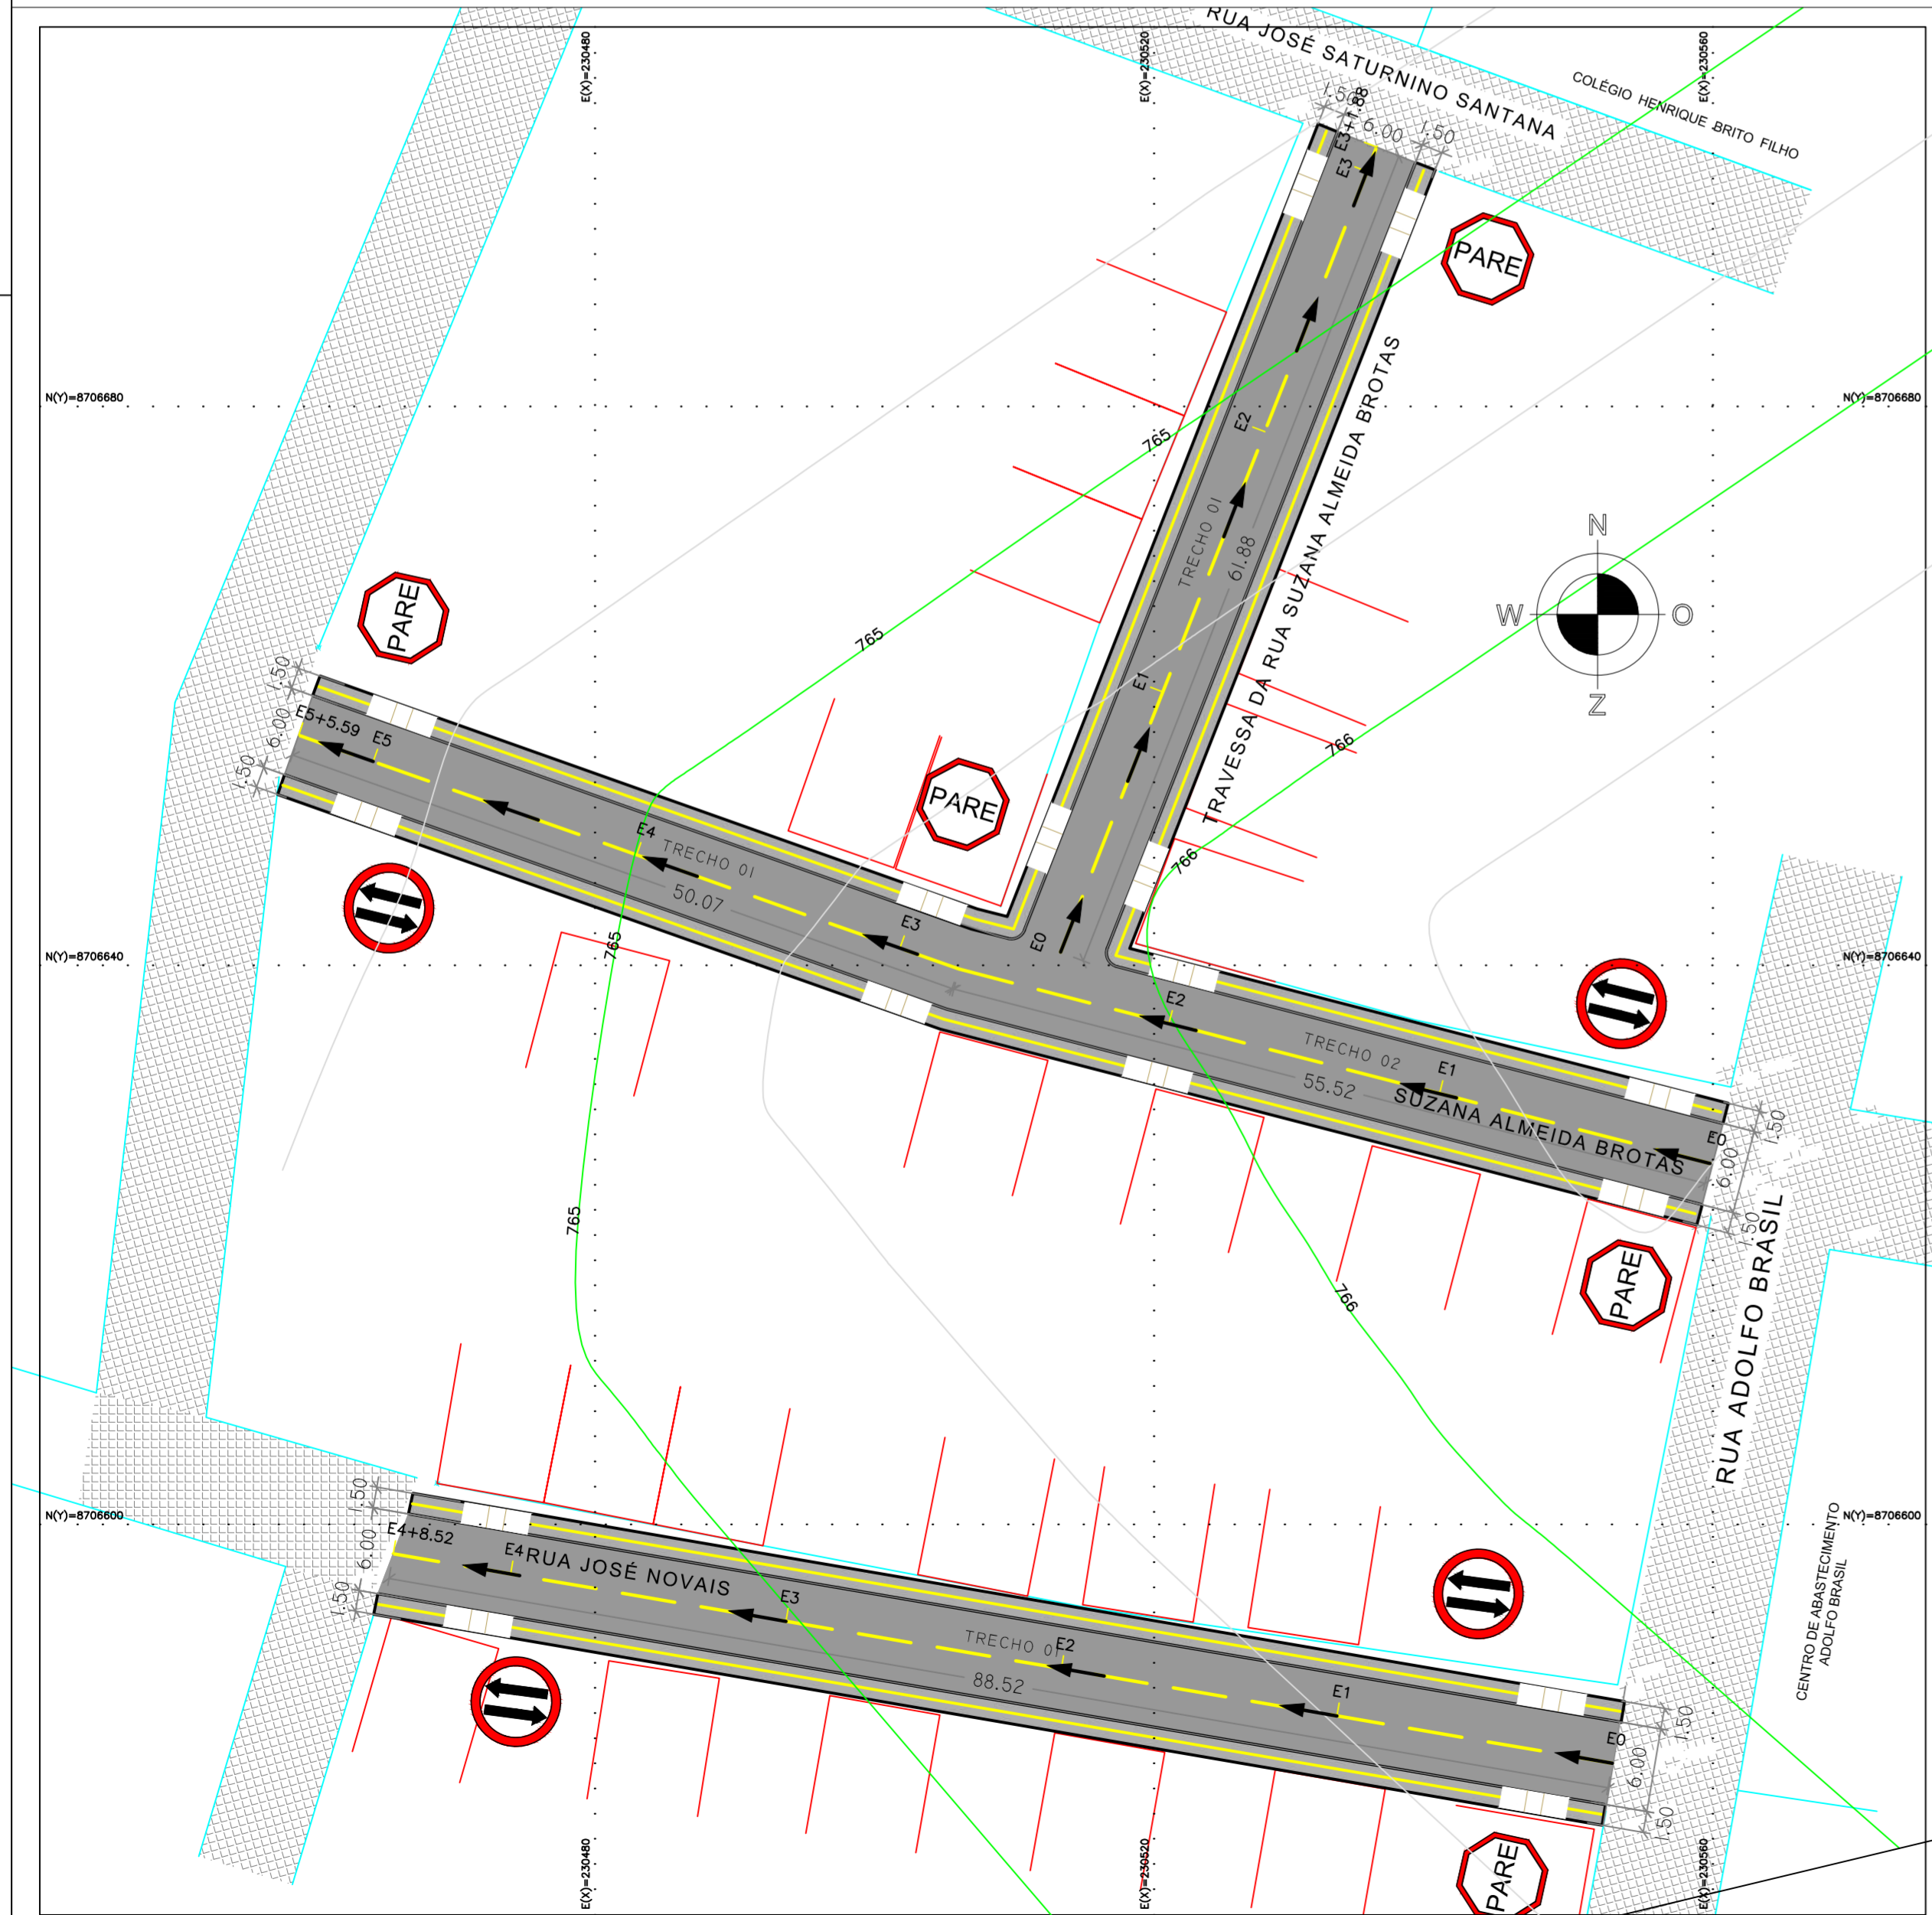 RUA JOSÉ SATURNINO SANTANA
COLÉGIO HENRIQUE BRITO FILHO
E(X)=230480
E(X)=230520
E(X)=230560
1.50
E3+1.88
6.00
1.50
E3
PARE
N(Y)=8706680
N(Y)=8706680
E2
765
TRECHO 01
61.88
TRAVESSA DA RUA SUZANA ALMEIDA BROTAS
N
W
O
Z
PARE
765
E1
1.50
6.00
1.50
E5+5.59
E5
766
PARE
E4
TRECHO 01
50.07
766
E3
E0
765
N(Y)=8706640
N(Y)=8706640
E2
TRECHO 02
55.52
E1
SUZANA ALMEIDA BROTAS
E0
1.50
6.00
1.50
765
766
PARE
RUA ADOLFO BRASIL
N(Y)=8706600
N(Y)=8706600
1.50
6.00
1.50
E4+8.52
E4
RUA JOSÉ NOVAIS
E3
TRECHO 01
E2
88.52
E1
E0
1.50
6.00
1.50
CENTRO DE ABASTECIMENTO
ADOLFO BRASIL
PARE
E(X)=230480
E(X)=230520
E(X)=230560